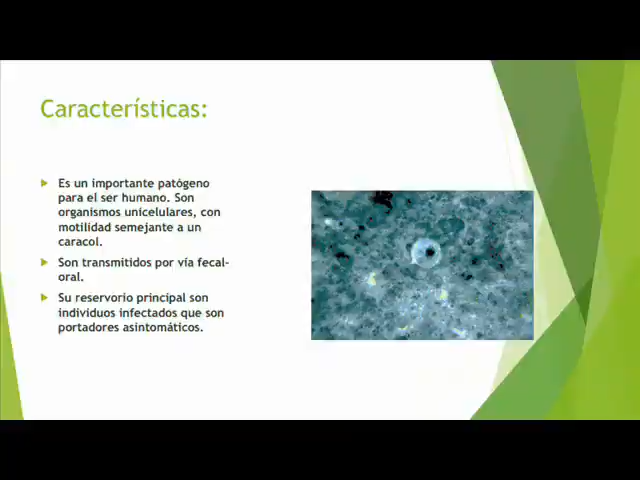 Características:
Es un importante patógeno
para el ser humano. Son
organismos unicelulares, con
motilidad semejante a un
caracol.
Son transmitidos por vía fecal-
oral.
Su reservorio principal son
individuos infectados que son
portadores asintomáticos.